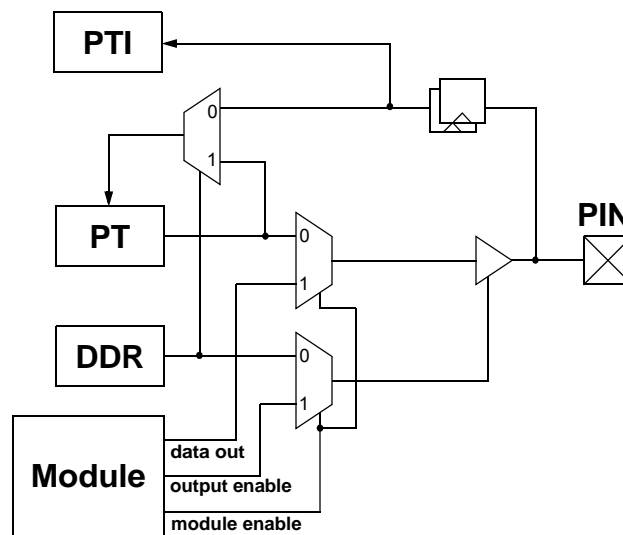 PTI
0
1
PT
PIN
0
1
DDR
0
1
Module
data out
output enable
module enable